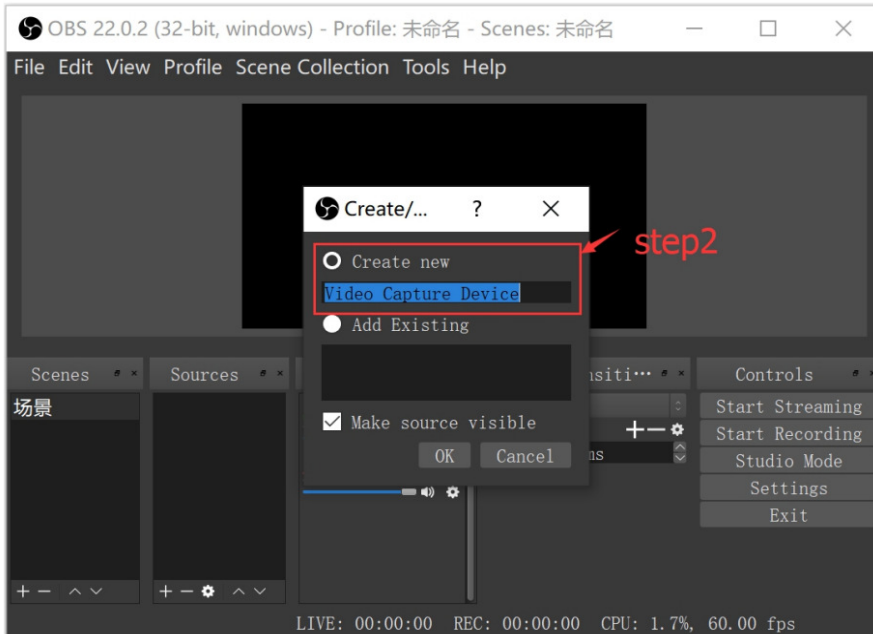 OBS 22.0.2 (32-bit, windows) - Profile: 未命名 - Scenes: 未命名
File Edit View Profile Scene Collection Tools Help
Create/... ?
step2
Create new
Video Capture Device
Add Existing
Make source visible
OK Cancel
Scenes Sources nsiti··· Controls
场景
ns
Start Streaming
Start Recording
Studio Mode
Settings
Exit
LIVE: 00:00:00 REC: 00:00:00 CPU: 1.7%, 60.00 fps